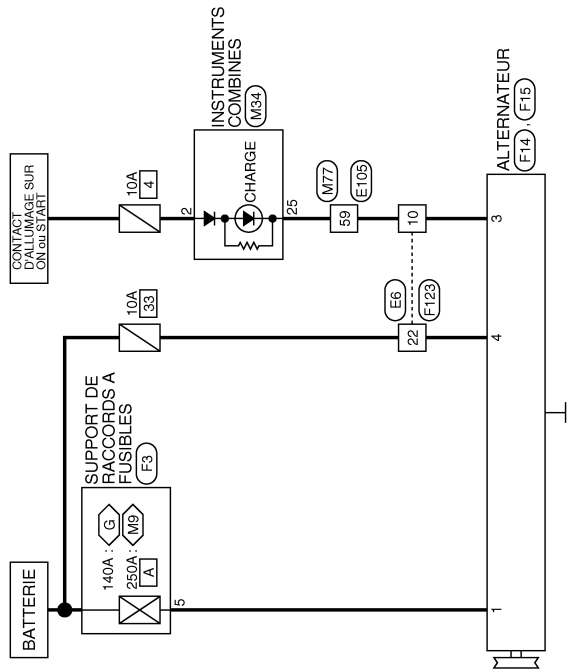 BATTERIE
CONTACT
D'ALLUMAGE SUR
ON ou START
SUPPORT DE
RACCORDS A
FUSIBLES
F3
140A :
G
250A :
M9
A
5
10A
33
10A
4
INSTRUMENTS
COMBINES
M34
2
CHARGE
25
M77
59
E105
E6
22
F123
10
1
4
3
ALTERNATEUR
F14 , F15